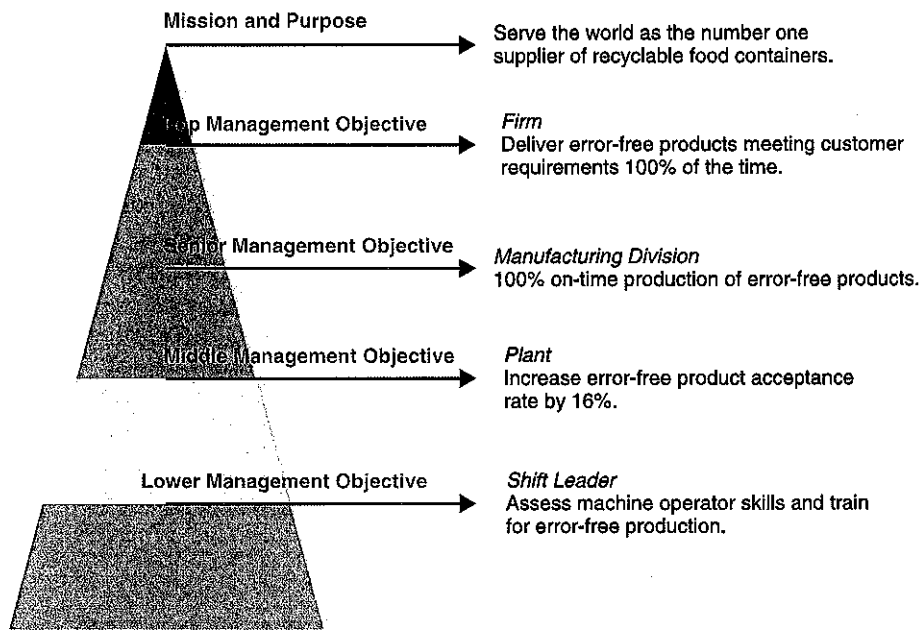 Mission and Purpose
Serve the world as the number one
supplier of recyclable food containers.
Top Management Objective
Firm
Deliver error-free products meeting customer
requirements 100% of the time.
Senior Management Objective
Manufacturing Division
100% on-time production of error-free products.
Middle Management Objective
Plant
Increase error-free product acceptance
rate by 16%.
Lower Management Objective
Shift Leader
Assess machine operator skills and train
for error-free production.